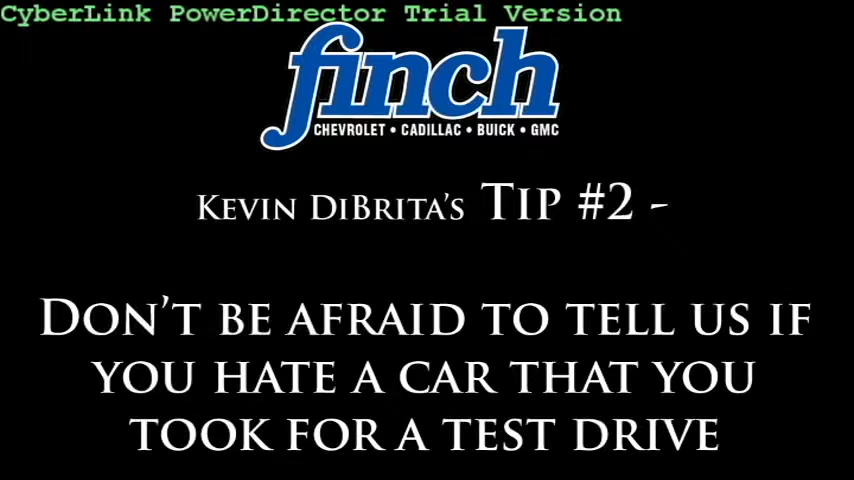 CyberLink PowerDirector Trial Version
finch
CHEVROLET • CADILLAC • BUICK • GMC
KEVIN DIBRITA'S TIP #2 -
DON'T BE AFRAID TO TELL US IF
YOU HATE A CAR THAT YOU
TOOK FOR A TEST DRIVE